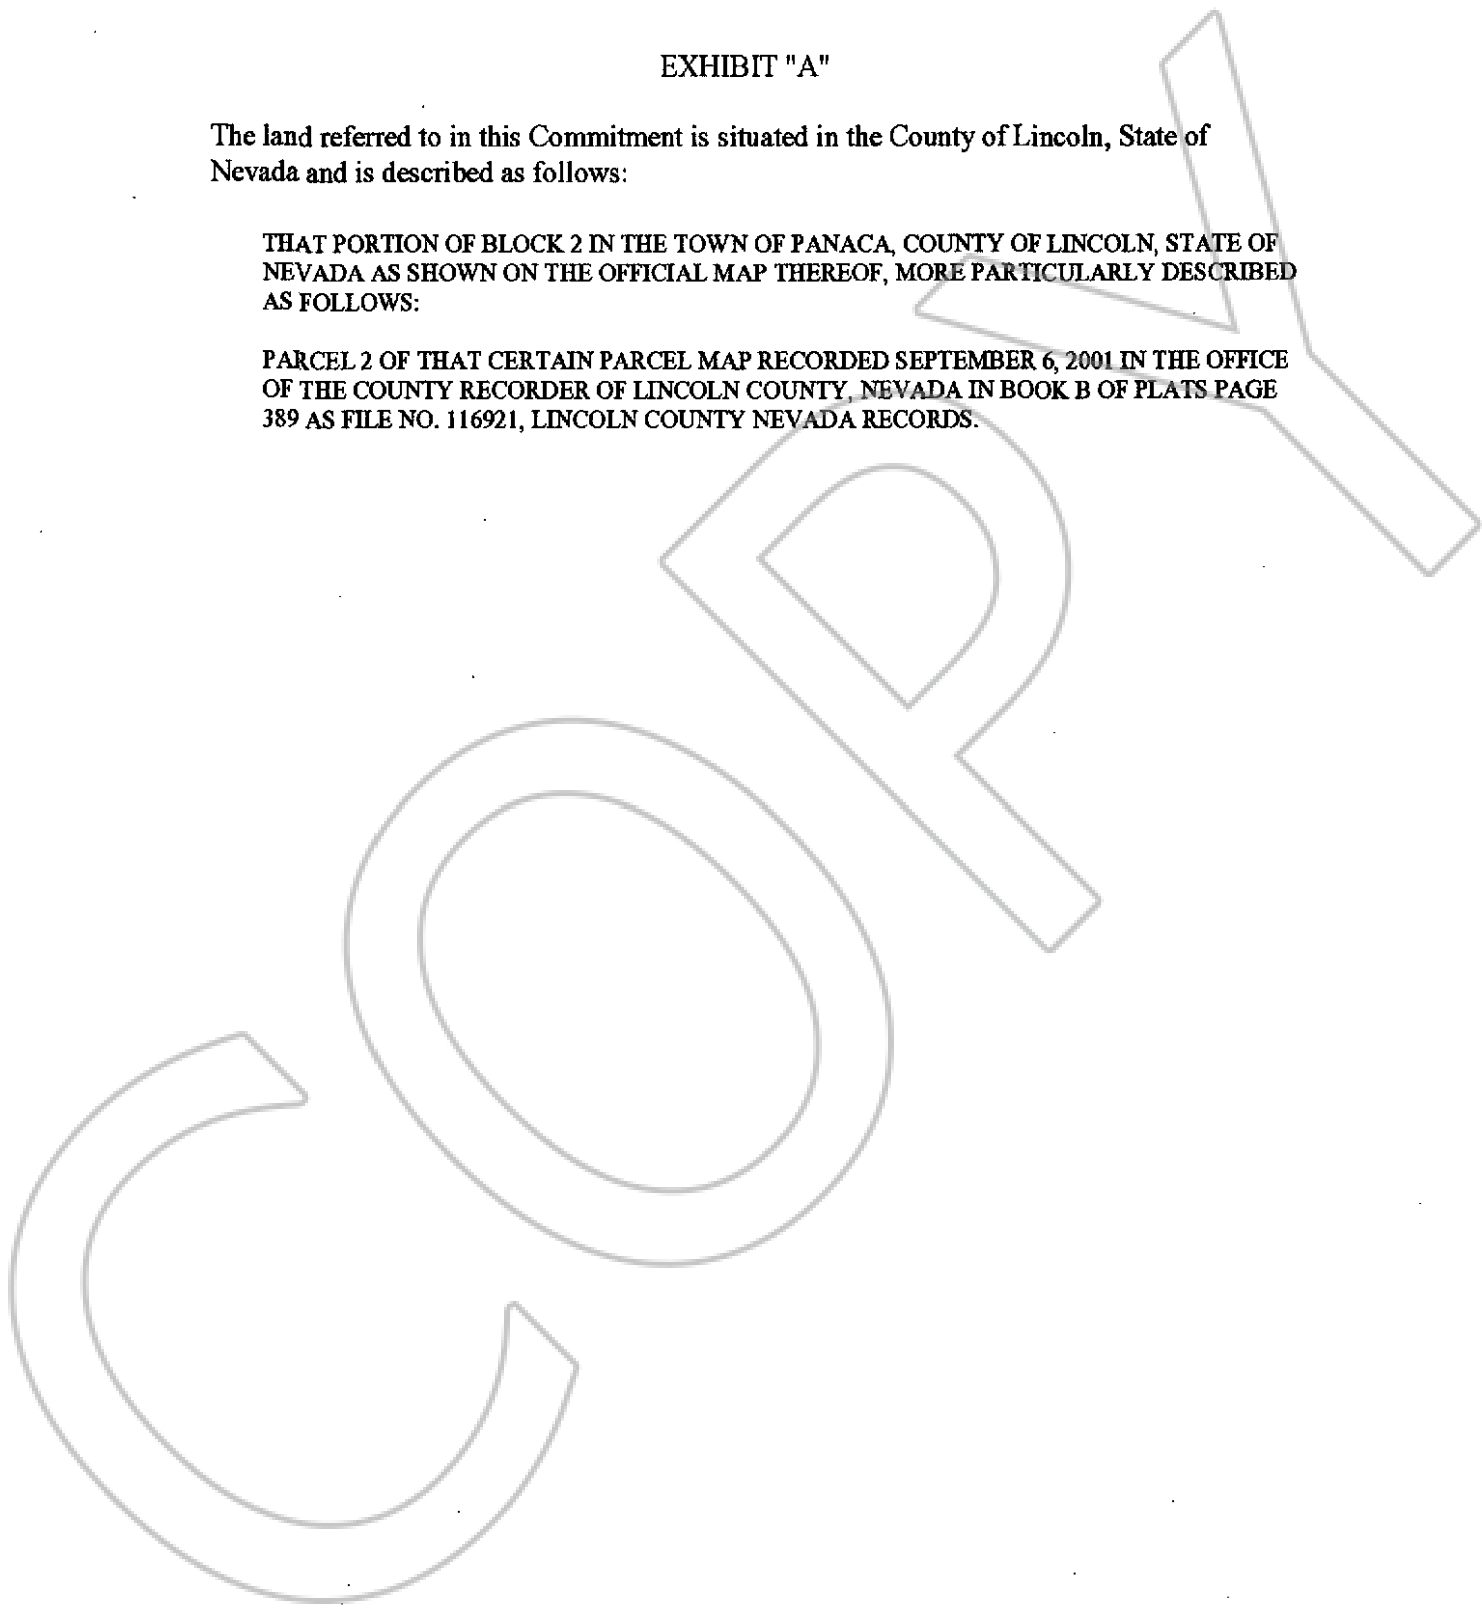 EXHIBIT "A"
The land referred to in this Commitment is situated in the County of Lincoln, State of
Nevada and is described as follows:
THAT PORTION OF BLOCK 2 IN THE TOWN OF PANACA, COUNTY OF LINCOLN, STATE OF
NEVADA AS SHOWN ON THE OFFICIAL MAP THEREOF, MORE PARTICULARLY DESCRIBED
AS FOLLOWS:
PARCEL 2 OF THAT CERTAIN PARCEL MAP RECORDED SEPTEMBER 6, 2001 IN THE OFFICE
OF THE COUNTY RECORDER OF LINCOLN COUNTY, NEVADA IN BOOK B OF PLATS PAGE
389 AS FILE NO. 116921, LINCOLN COUNTY NEVADA RECORDS.
COPY